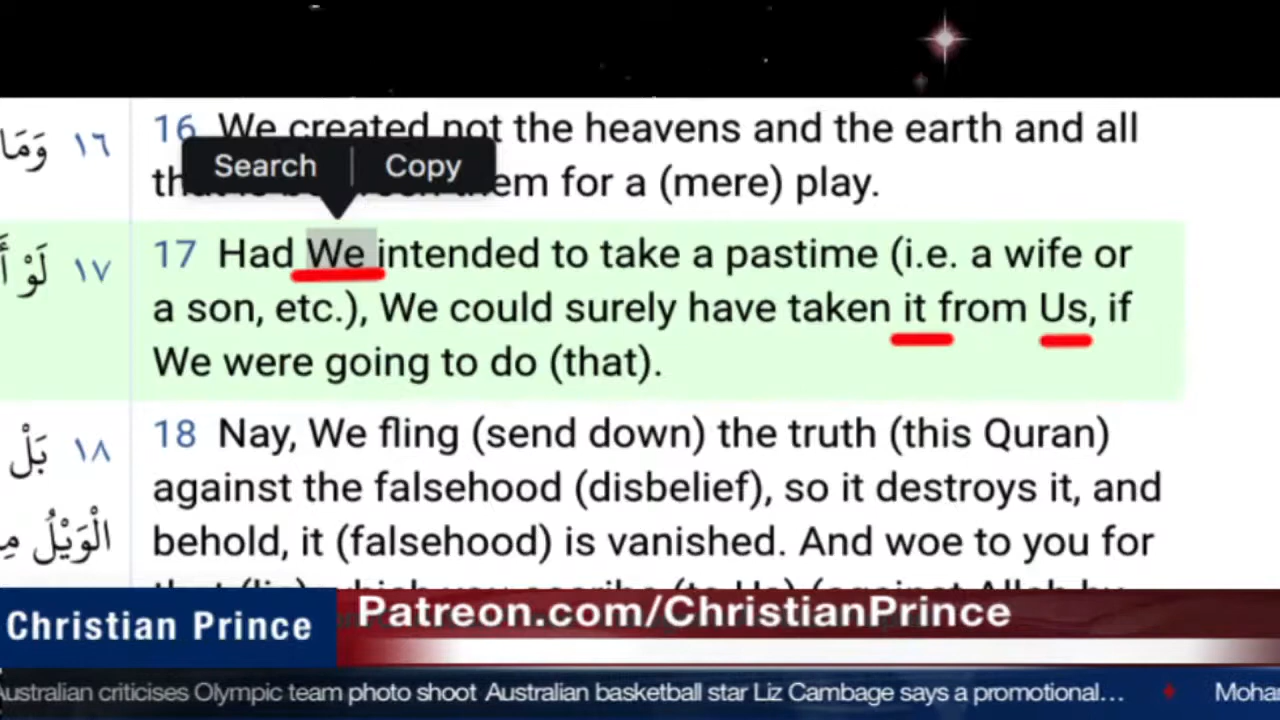 ١٦ وَمَا
16 We created not the heavens and the earth and all
Search | Copy
them for a (mere) play.
١٧ لَوْ أَ
17 Had We intended to take a pastime (i.e. a wife or
a son, etc.), We could surely have taken it from Us, if
We were going to do (that).
١٨ بَلْ
18 Nay, We fling (send down) the truth (this Quran)
against the falsehood (disbelief), so it destroys it, and
الْوَيْلُ
behold, it (falsehood) is vanished. And woe to you for
Christian Prince
Patreon.com/ChristianPrince
Australian criticises Olympic team photo shoot Australian basketball star Liz Cambage says a promotional...